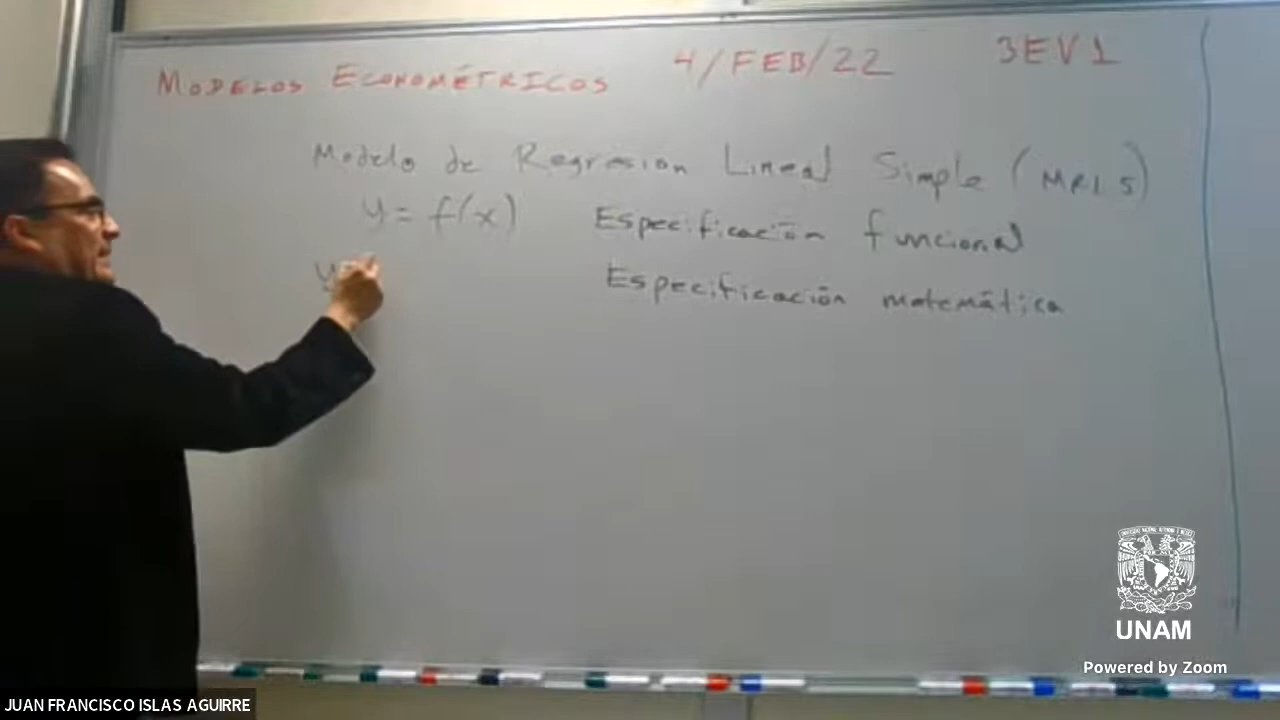 MODELOS ECONOMÉTRICOS 4/FEB/22 3EV1
Modelo de Regresion Lineal Simple (MRLS)
y = f(x) Especificación funcional
y Especificación matemática
UNAM
Powered by Zoom
JUAN FRANCISCO ISLAS AGUIRRE